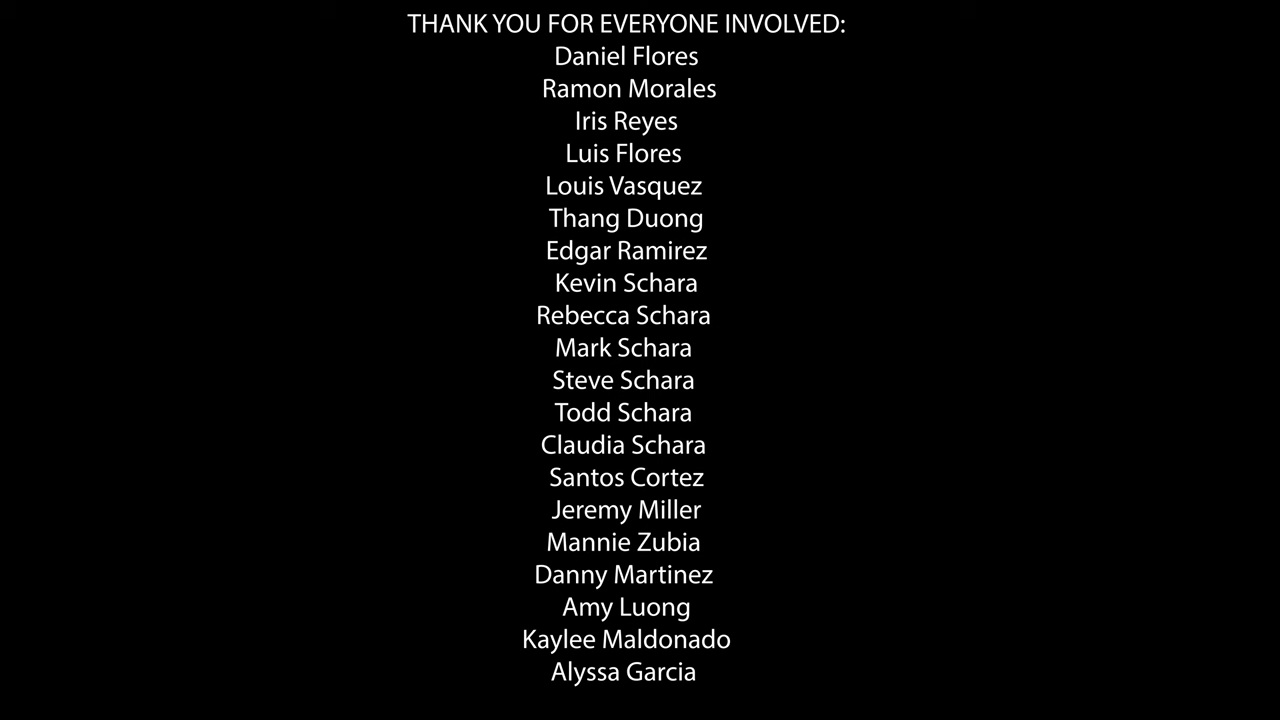 THANK YOU FOR EVERYONE INVOLVED:
Daniel Flores
Ramon Morales
Iris Reyes
Luis Flores
Louis Vasquez
Thang Duong
Edgar Ramirez
Kevin Schara
Rebecca Schara
Mark Schara
Steve Schara
Todd Schara
Claudia Schara
Santos Cortez
Jeremy Miller
Mannie Zubia
Danny Martinez
Amy Luong
Kaylee Maldonado
Alyssa Garcia